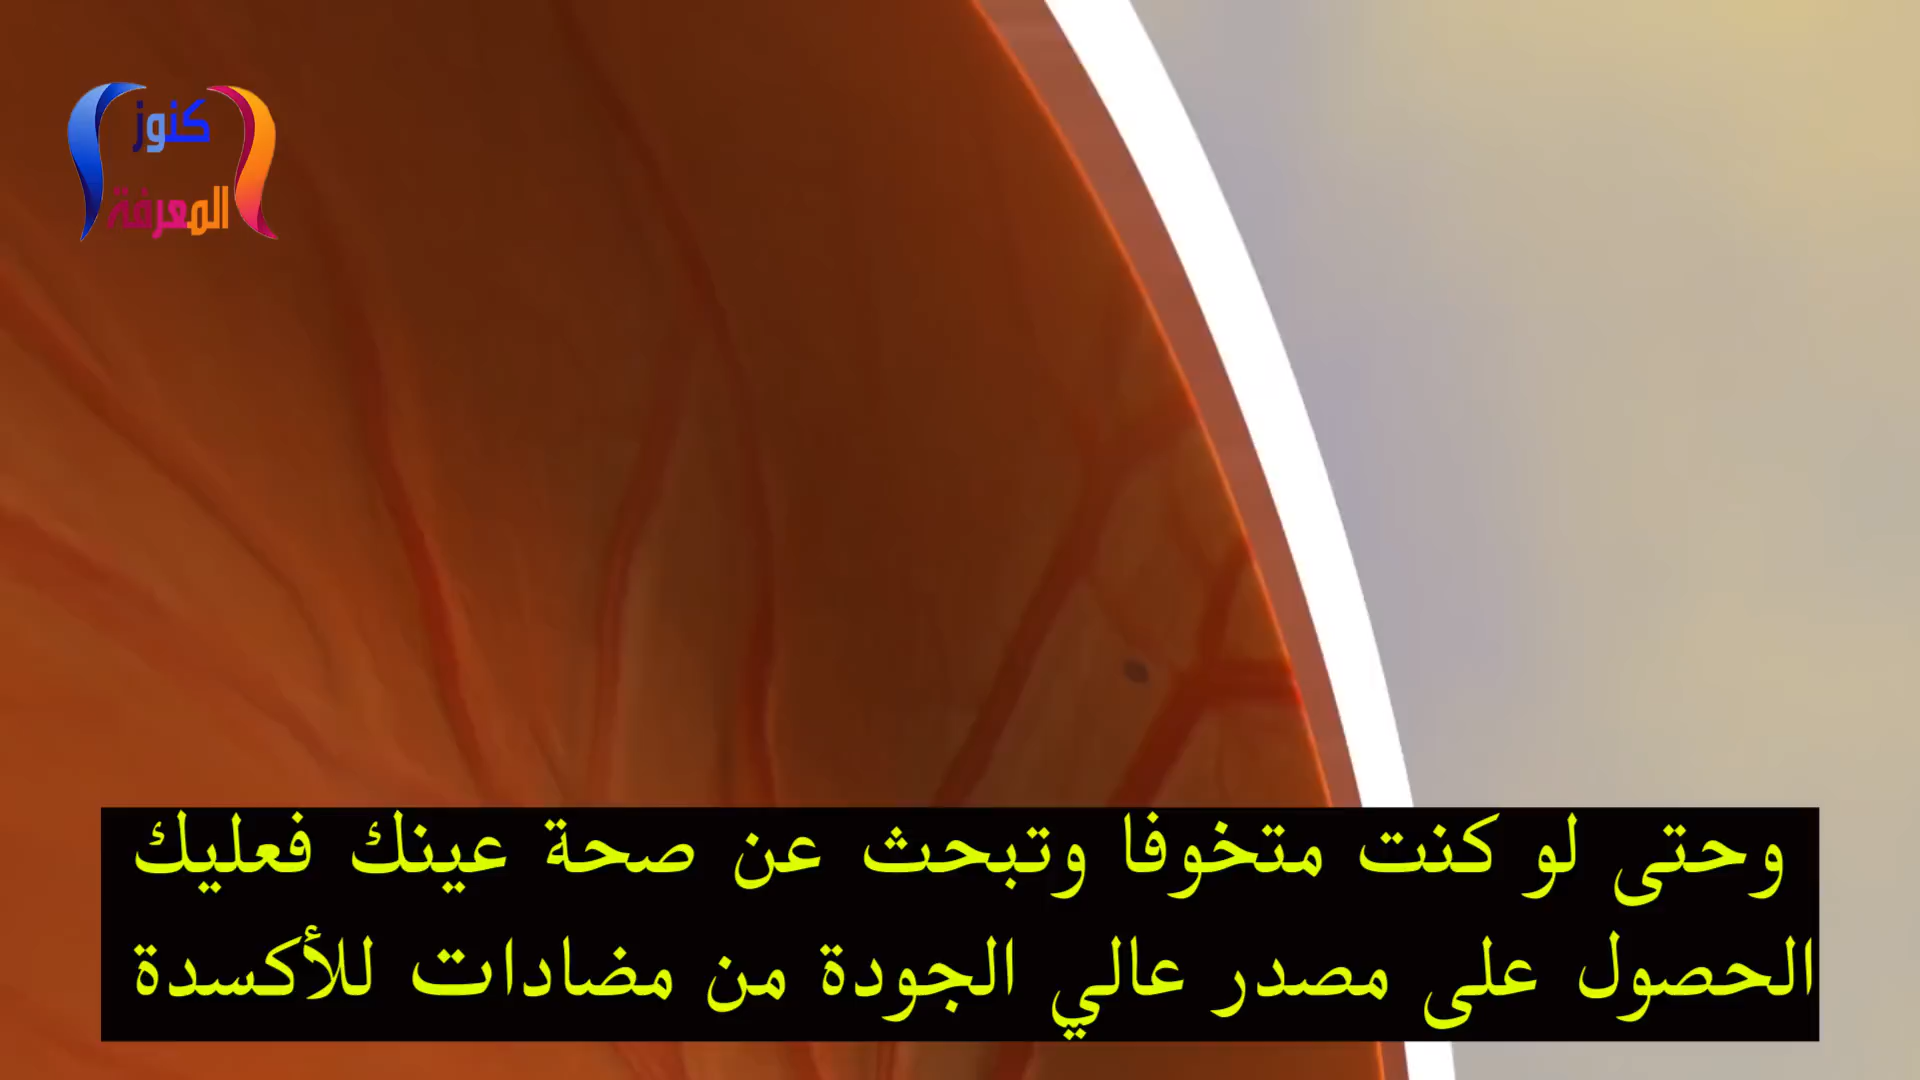 كنوز
المعرفة
وحتى لو كنت متخوفا وتبحث عن صحة عينك فعليك
الحصول على مصدر عالي الجودة من مضادات للأكسدة